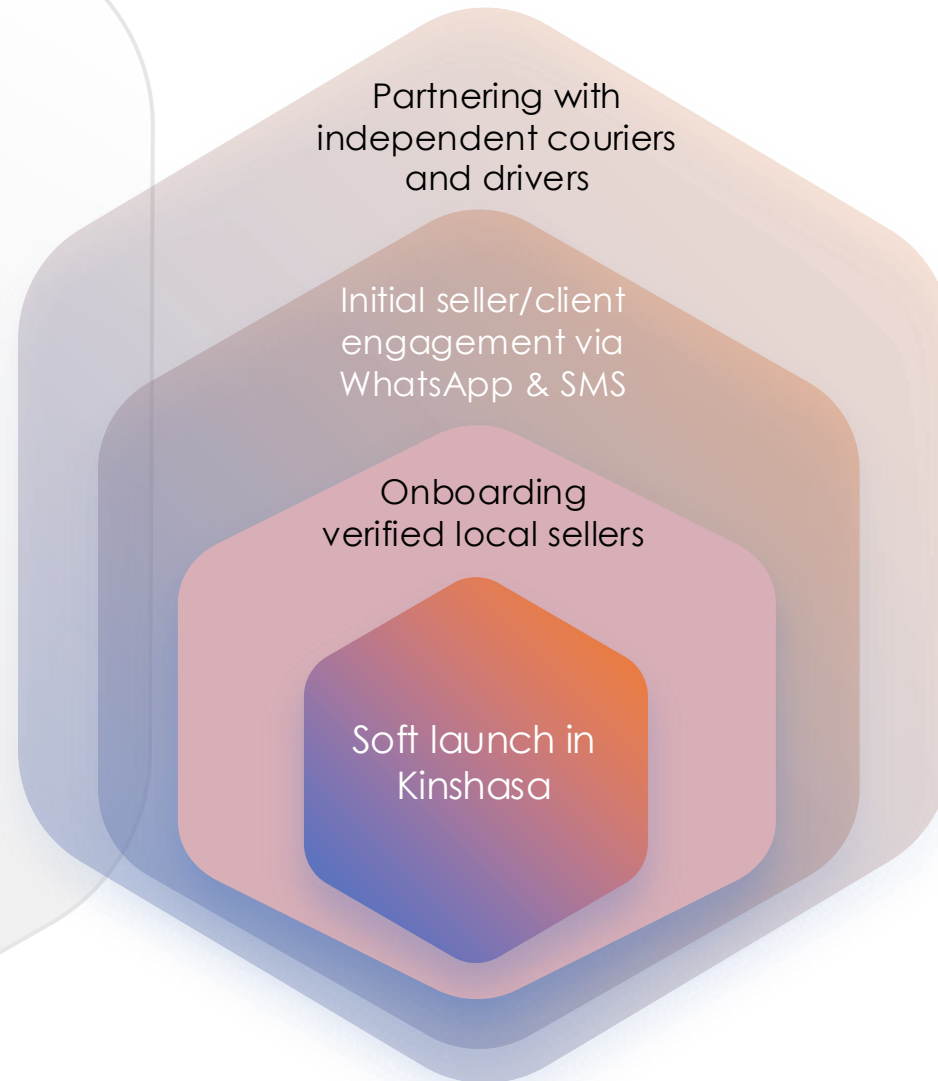 Partnering with
independent couriers
and drivers
Initial seller/client
engagement via
WhatsApp & SMS
Onboarding
verified local sellers
Soft launch in
Kinshasa